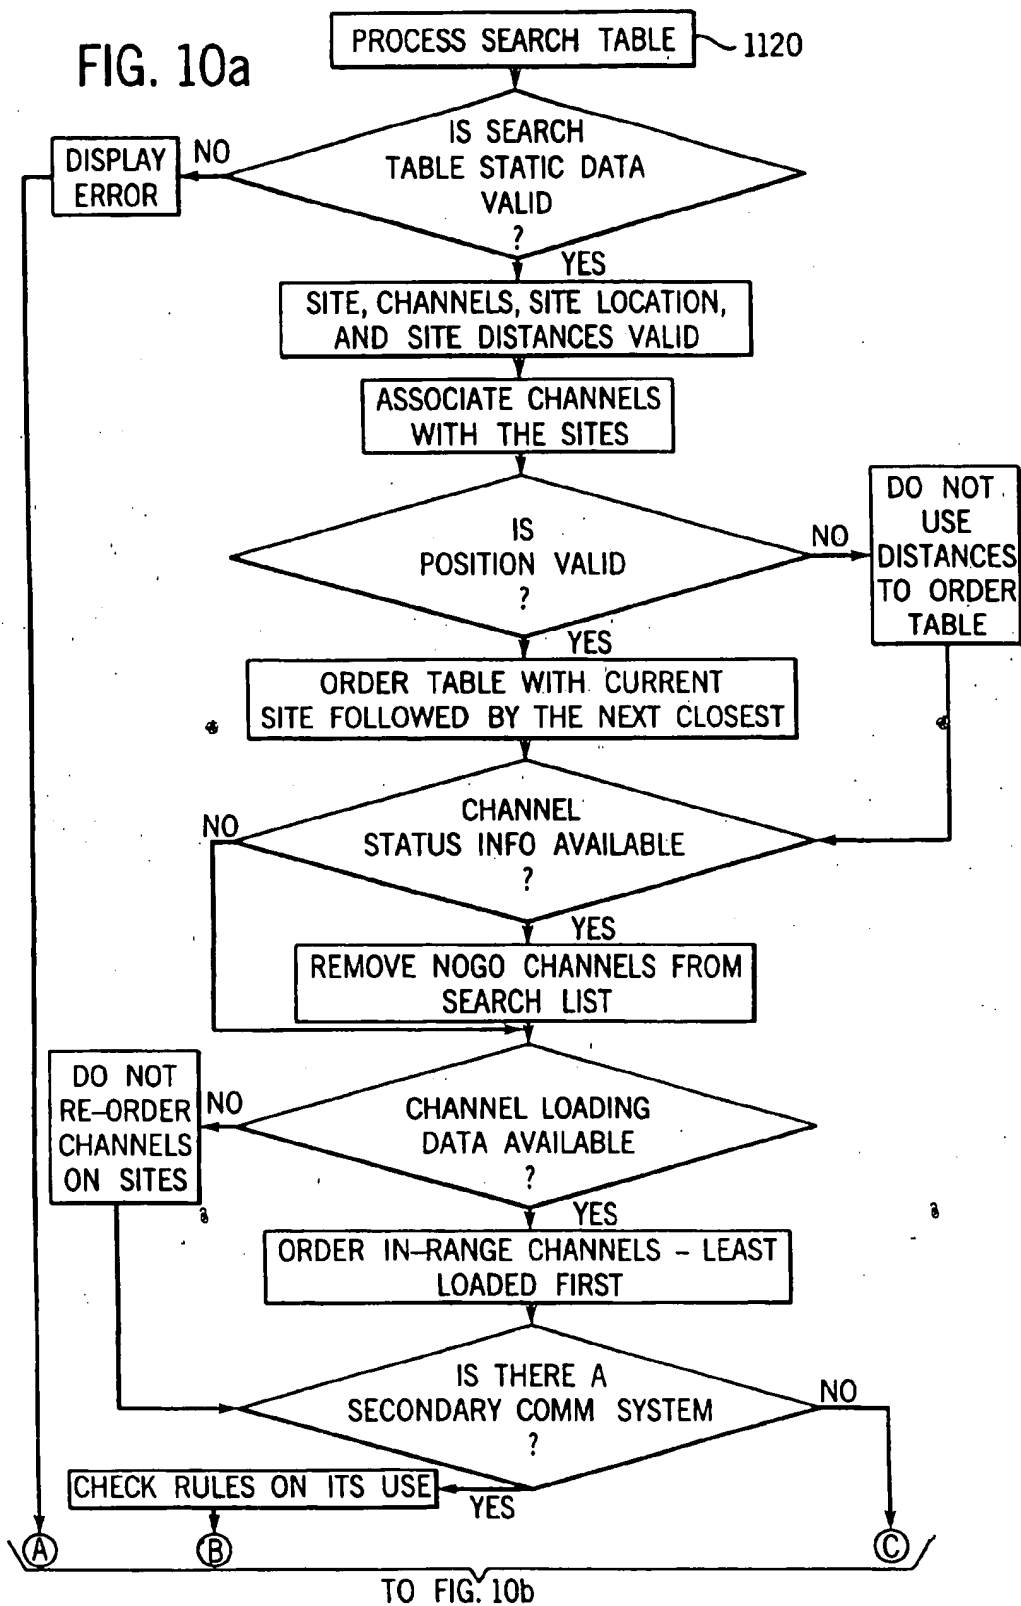 FIG. 10a
PROCESS SEARCH TABLE
1120
IS SEARCH
TABLE STATIC DATA
VALID
?
NO
DISPLAY
ERROR
YES
SITE, CHANNELS, SITE LOCATION,
AND SITE DISTANCES VALID
ASSOCIATE CHANNELS
WITH THE SITES
IS
POSITION VALID
?
NO
DO NOT
USE
DISTANCES
TO ORDER
TABLE
YES
ORDER TABLE WITH CURRENT
SITE FOLLOWED BY THE NEXT CLOSEST
CHANNEL
STATUS INFO AVAILABLE
?
NO
YES
REMOVE NOGO CHANNELS FROM
SEARCH LIST
CHANNEL LOADING
DATA AVAILABLE
?
NO
DO NOT
RE-ORDER
CHANNELS
ON SITES
YES
ORDER IN-RANGE CHANNELS - LEAST
LOADED FIRST
IS THERE A
SECONDARY COMM SYSTEM
?
NO
YES
CHECK RULES ON ITS USE
A
B
C
TO FIG. 10b